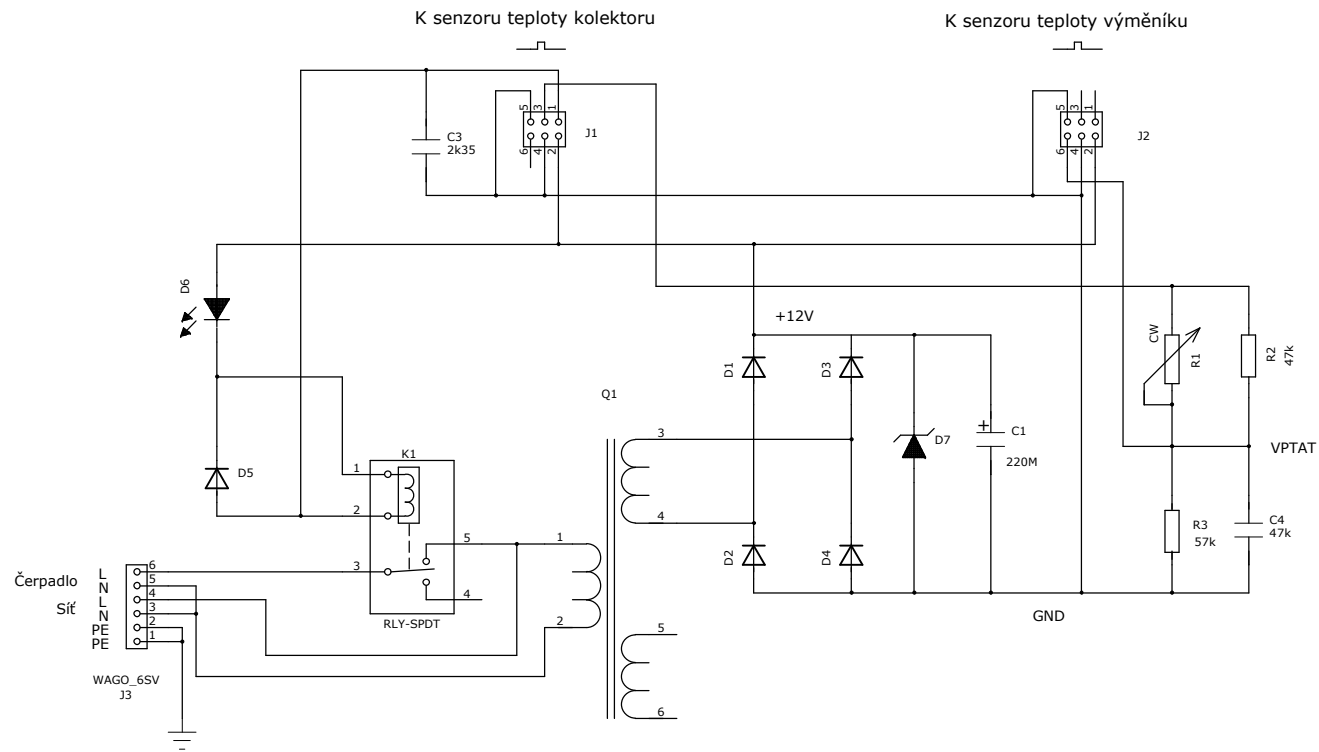 K senzoru teploty kolektoru
K senzoru teploty výměníku
5 3 1
6 4 2
J1
5 3 1
6 4 2
J2
C3
2k35
D6
+12V
D1
D3
CW
R1
R2
47k
Q1
3
D7
+
C1
220M
VPTAT
K1
D5
1
2
4
5
1
D2
D4
R3
57k
C4
47k
3
4
Čerpadlo
Síť
L
N
L
N
PE
PE
6
5
4
3
2
1
RLY-SPDT
2
GND
5
6
WAGO_6SV
J3